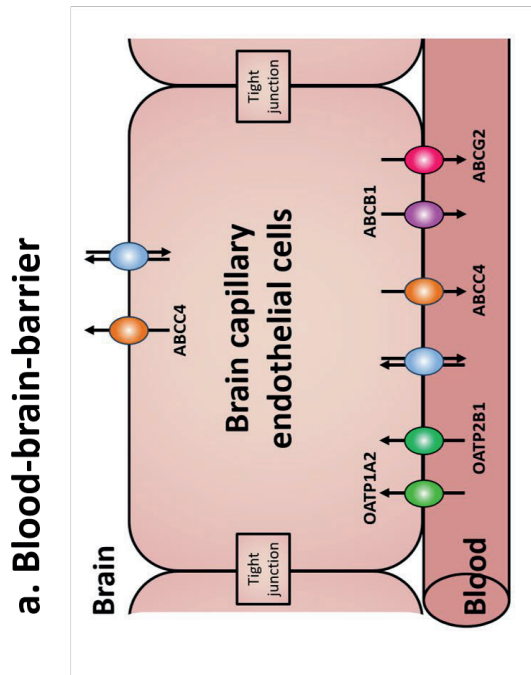 a. Blood-brain-barrier
Brain
ABCC4
Tight
junction
Brain capillary
endothelial cells
Tight
junction
OATP1A2
OATP2B1
ABCC4
ABCB1
ABCG2
Blood